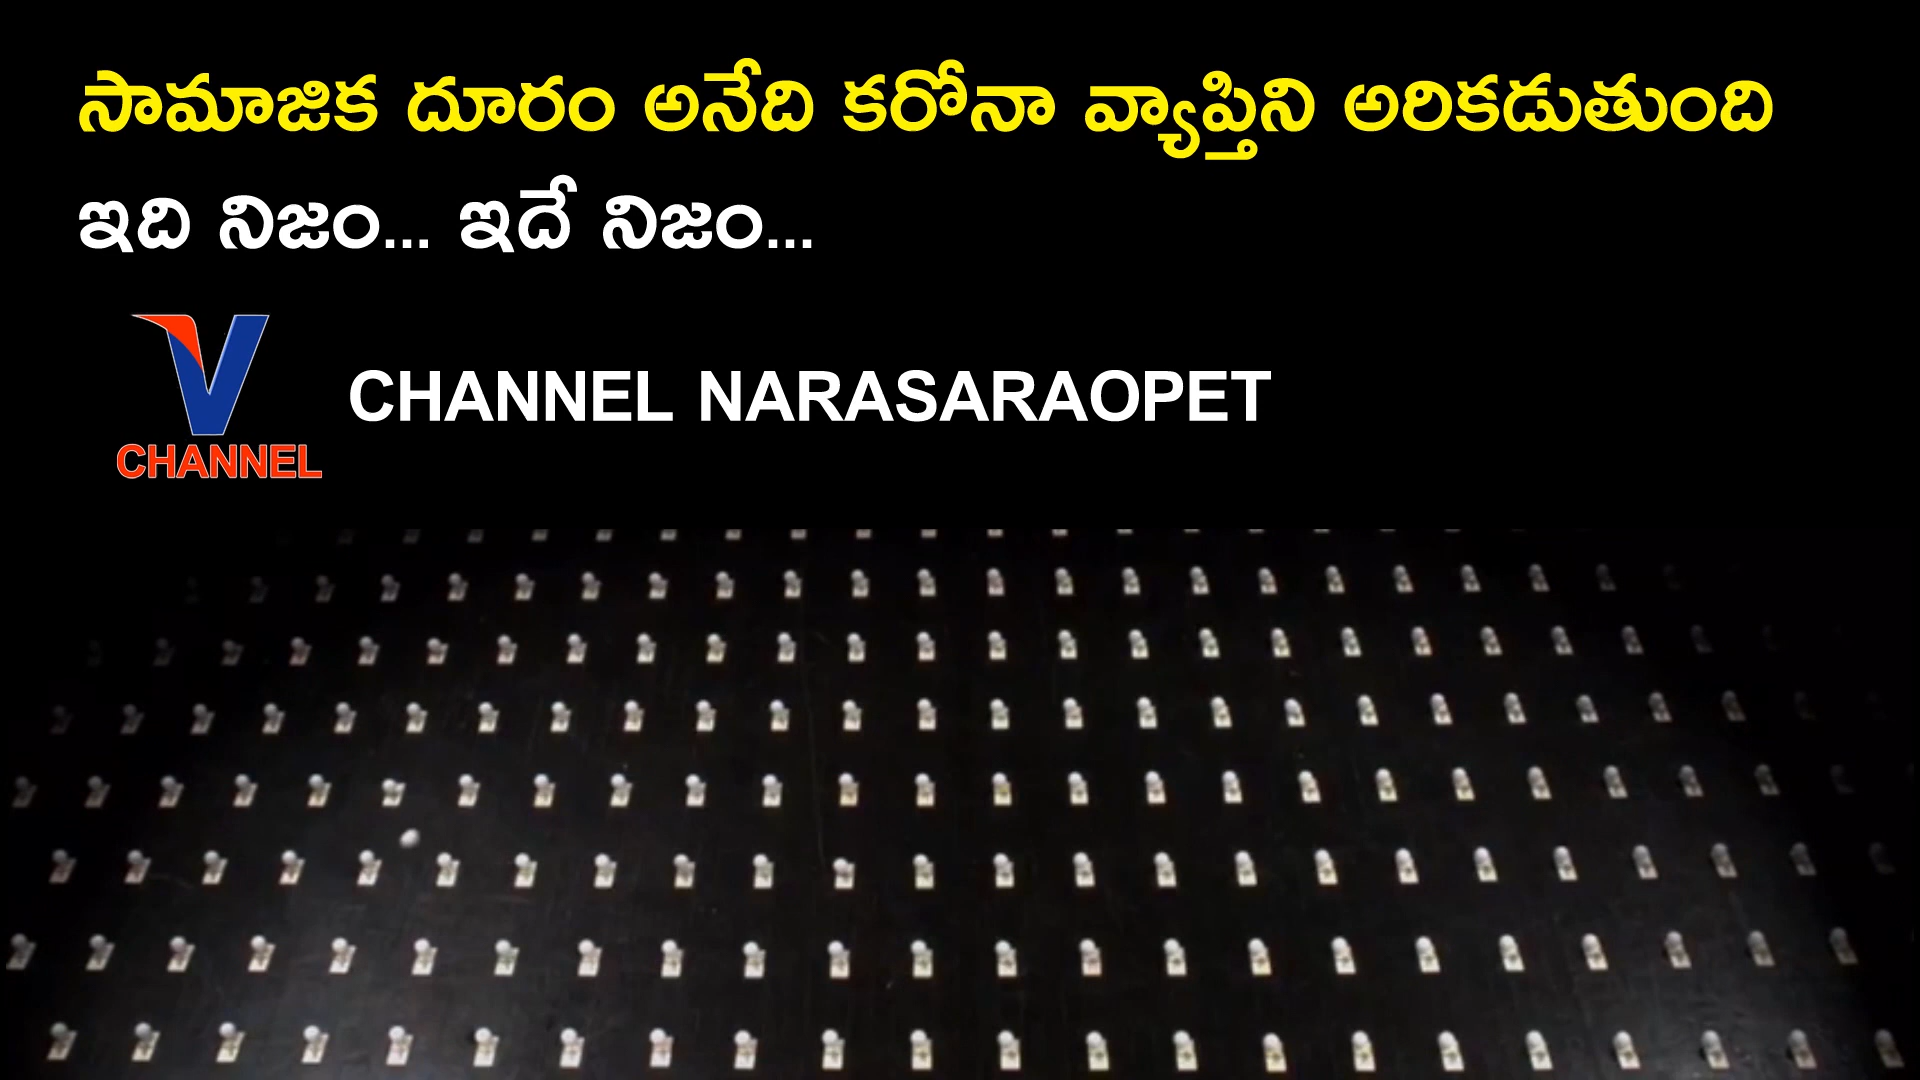 సామాజిక దూరం అనేది కరోనా వ్యాప్తిని అరికడుతుంది
ఇది నిజం... ఇదే నిజం...
V
CHANNEL
CHANNEL NARASARAOPET